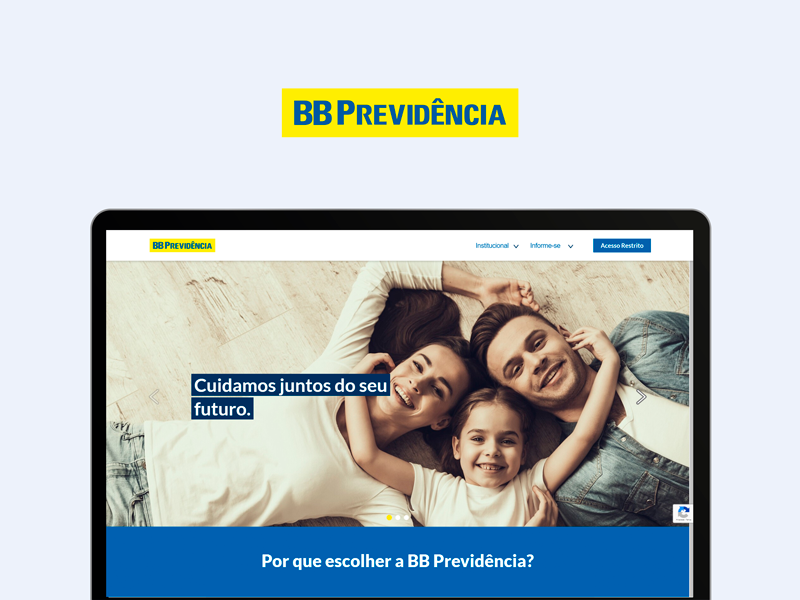 BB PREVIDÊNCIA
BB PREVIDÊNCIA
Institucional
Informe-se
Acesso Restrito
Cuidamos juntos do seu
futuro.
Por que escolher a BB Previdência?